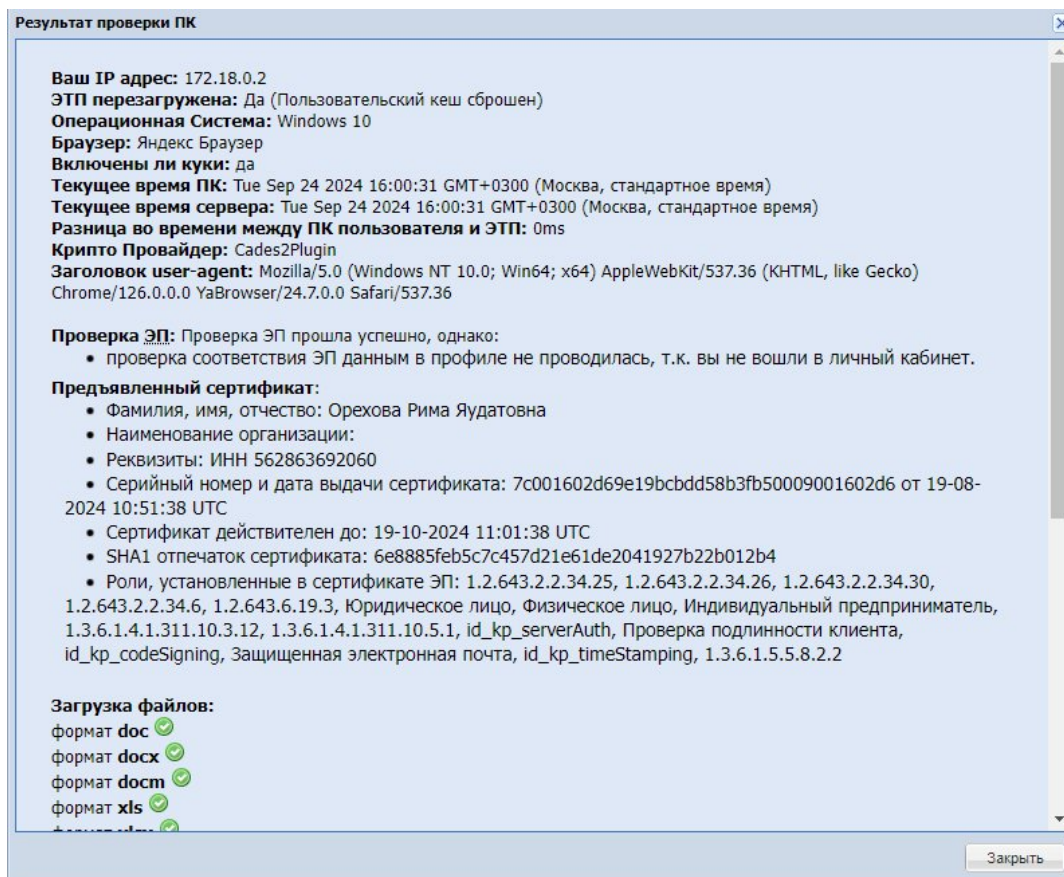 Результат проверки ПК
Ваш IP адрес: 172.18.0.2
ЭТП перезагружена: Да (Пользовательский кеш сброшен)
Операционная Система: Windows 10
Браузер: Яндекс Браузер
Включены ли куки: да
Текущее время ПК: Tue Sep 24 2024 16:00:31 GMT+0300 (Москва, стандартное время)
Текущее время сервера: Tue Sep 24 2024 16:00:31 GMT+0300 (Москва, стандартное время)
Разница во времени между ПК пользователя и ЭТП: 0ms
Крипто Провайдер: Cades2Plugin
Заголовок user-agent: Mozilla/5.0 (Windows NT 10.0; Win64; x64) AppleWebKit/537.36 (KHTML, like Gecko)
Chrome/126.0.0.0 YaBrowser/24.7.0.0 Safari/537.36
Проверка ЭП: Проверка ЭП прошла успешно, однако:
• проверка соответствия ЭП данным в профиле не проводилась, т.к. вы не вошли в личный кабинет.
Предъявленный сертификат:
• Фамилия, имя, отчество: Орехова Рима Яудатовна
• Наименование организации:
• Реквизиты: ИНН 562863692060
• Серийный номер и дата выдачи сертификата: 7c001602d69e19bcbdd58b3fb50009001602d6 от 19-08-
2024 10:51:38 UTC
• Сертификат действителен до: 19-10-2024 11:01:38 UTC
• SHA1 отпечаток сертификата: 6e8885feb5c7c457d21e61de2041927b22b012b4
• Роли, установленные в сертификате ЭП: 1.2.643.2.2.34.25, 1.2.643.2.2.34.26, 1.2.643.2.2.34.30,
1.2.643.2.2.34.6, 1.2.643.6.19.3, Юридическое лицо, Физическое лицо, Индивидуальный предприниматель,
1.3.6.1.4.1.311.10.3.12, 1.3.6.1.4.1.311.10.5.1, id_kp_serverAuth, Проверка подлинности клиента,
id_kp_codeSigning, Защищенная электронная почта, id_kp_timeStamping, 1.3.6.1.5.5.8.2.2
Загрузка файлов:
формат doc
формат docx
формат docm
формат xls
Закрыть